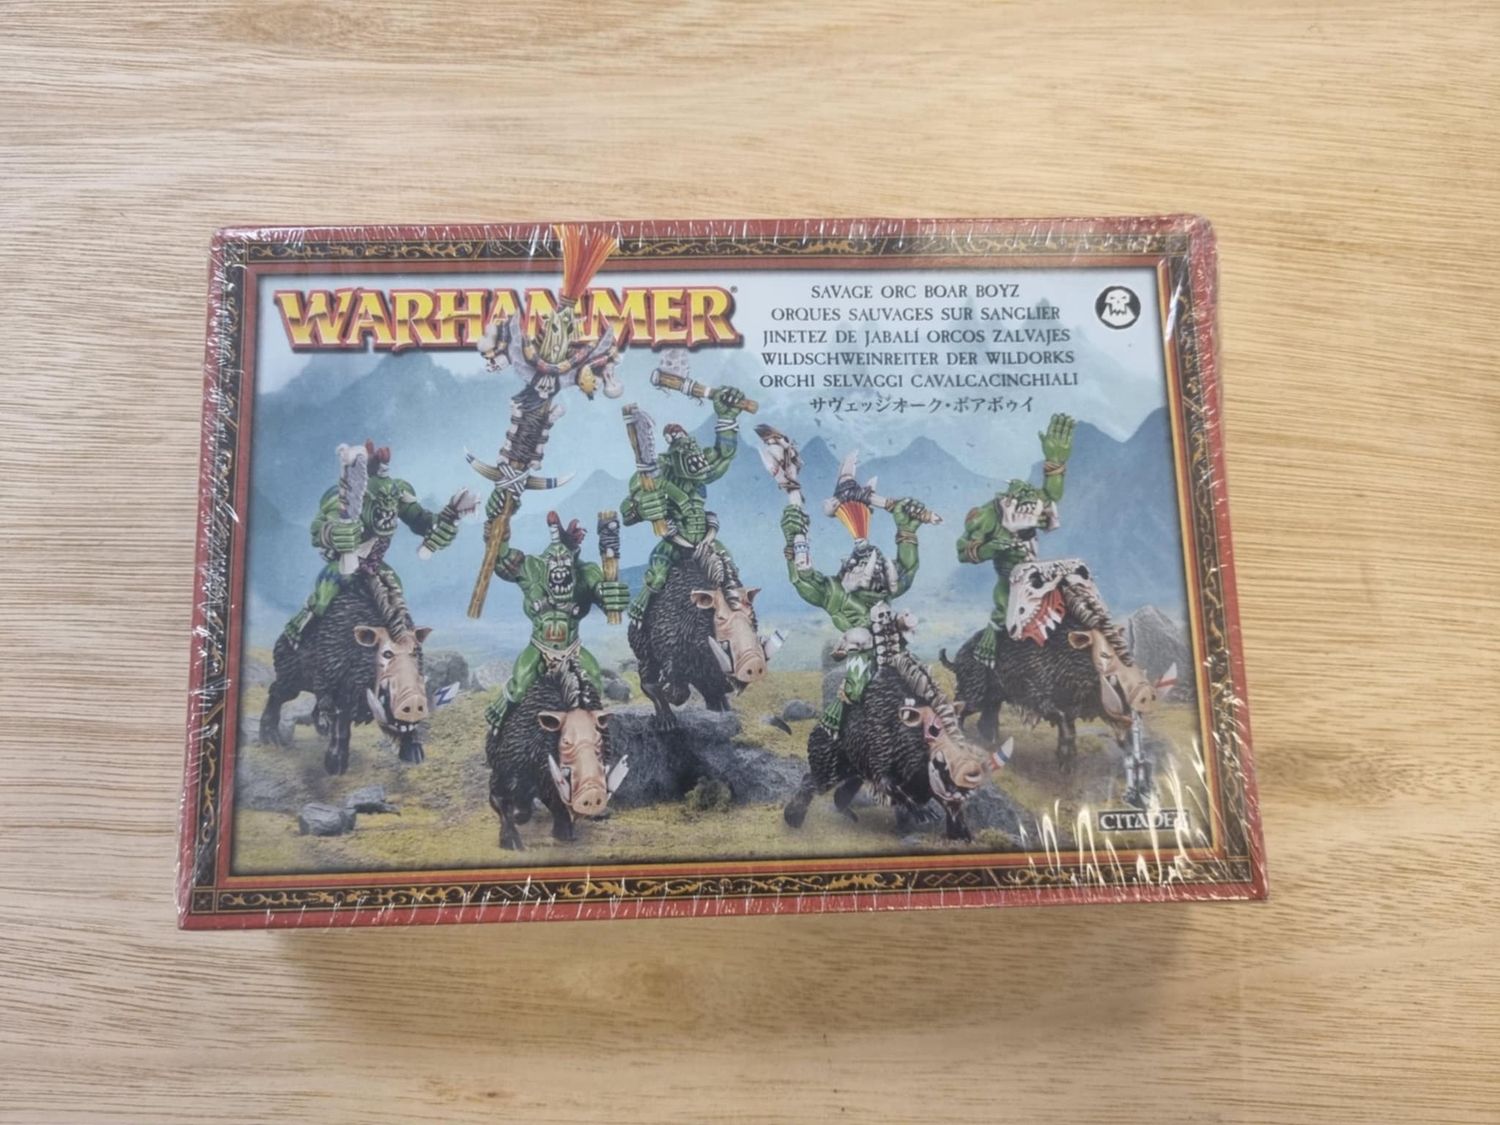 WARHAMMER®
SAVAGE ORC BOAR BOYZ
ORQUES SAUVAGES SUR SANGLIER
JINETEZ DE JABALÍ ORCOS ZALVAJES
WILDSCHWEINREITER DER WILDORKS
ORCHI SELVAGGI CAVALCACINGHIALI
サヴェッジオーク・ボアボゥイ
CITADEL